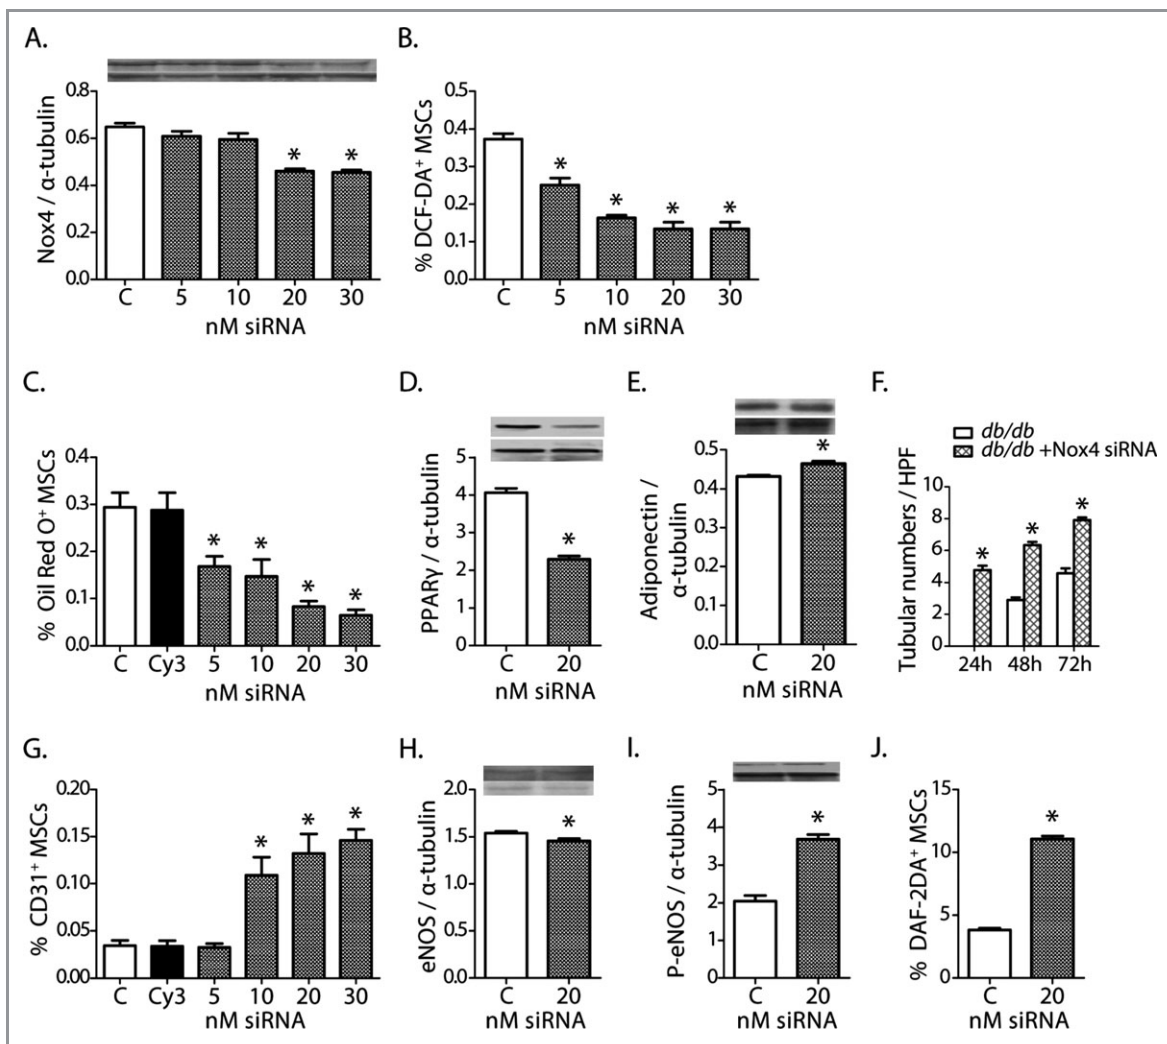 A.
Nox4 / α-tubulin
0.8
0.6
0.4
0.2
0.0
C 5 10 20 30
* *
nM siRNA
B.
% DCF-DA⁺ MSCs
0.5
0.4
0.3
0.2
0.1
0.0
C 5 10 20 30
* * * *
nM siRNA
C.
% Oil Red O⁺ MSCs
0.4
0.3
0.2
0.1
0.0
C Cy3 5 10 20 30
* * * *
nM siRNA
D.
PPARγ / α-tubulin
5
4
3
2
1
0
C 20
*
nM siRNA
E.
Adiponectin /
α-tubulin
0.5
0.4
0.3
0.2
0.1
0.0
C 20
*
nM siRNA
F.
db/db
db/db +Nox4 siRNA
Tubular numbers / HPF
10
8
6
4
2
0
24h 48h 72h
* * *
G.
% CD31⁺ MSCs
0.20
0.15
0.10
0.05
0.00
C Cy3 5 10 20 30
* * *
nM siRNA
H.
eNOS / α-tubulin
2.0
1.5
1.0
0.5
0.0
C 20
*
nM siRNA
I.
P-eNOS / α-tubulin
5
4
3
2
1
0
C 20
*
nM siRNA
J.
% DAF-2DA⁺ MSCs
15
10
5
0
C 20
*
nM siRNA